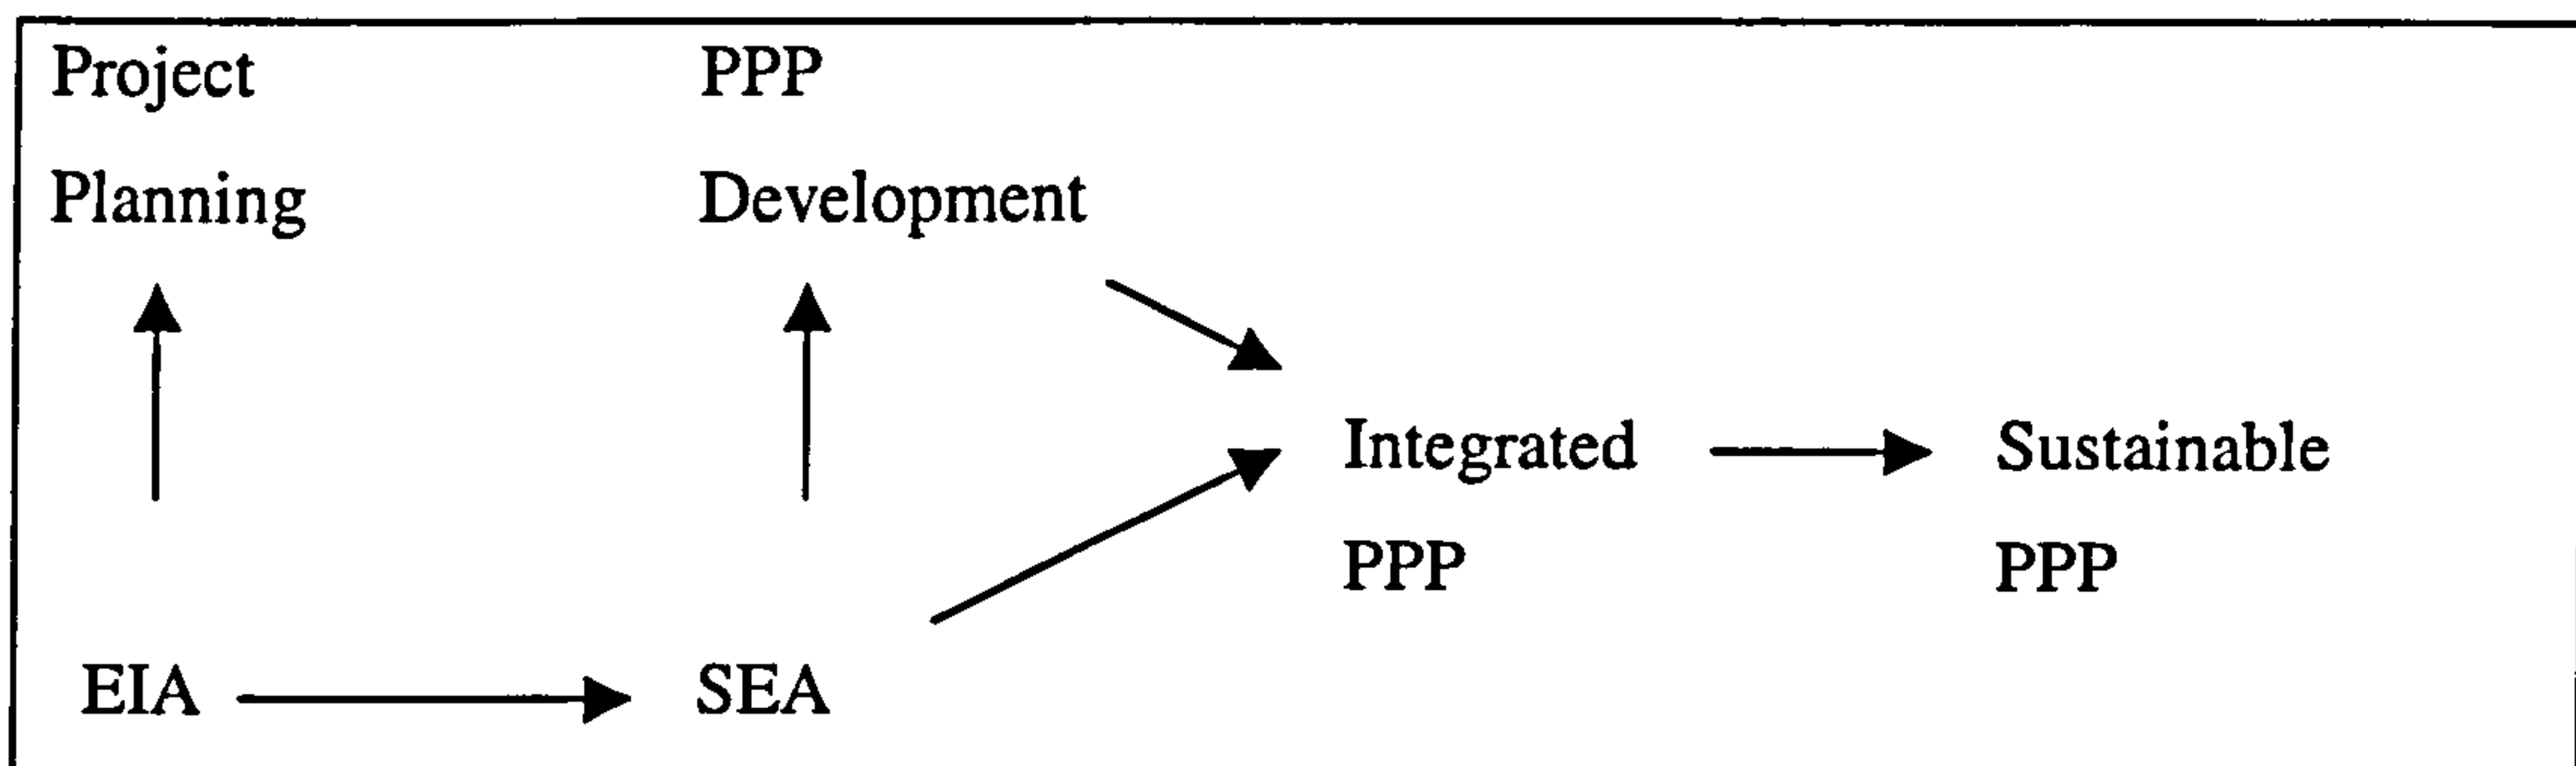 Project PPP
Planning Development
Integrated Sustainable
PPP PPP
EIA SEA